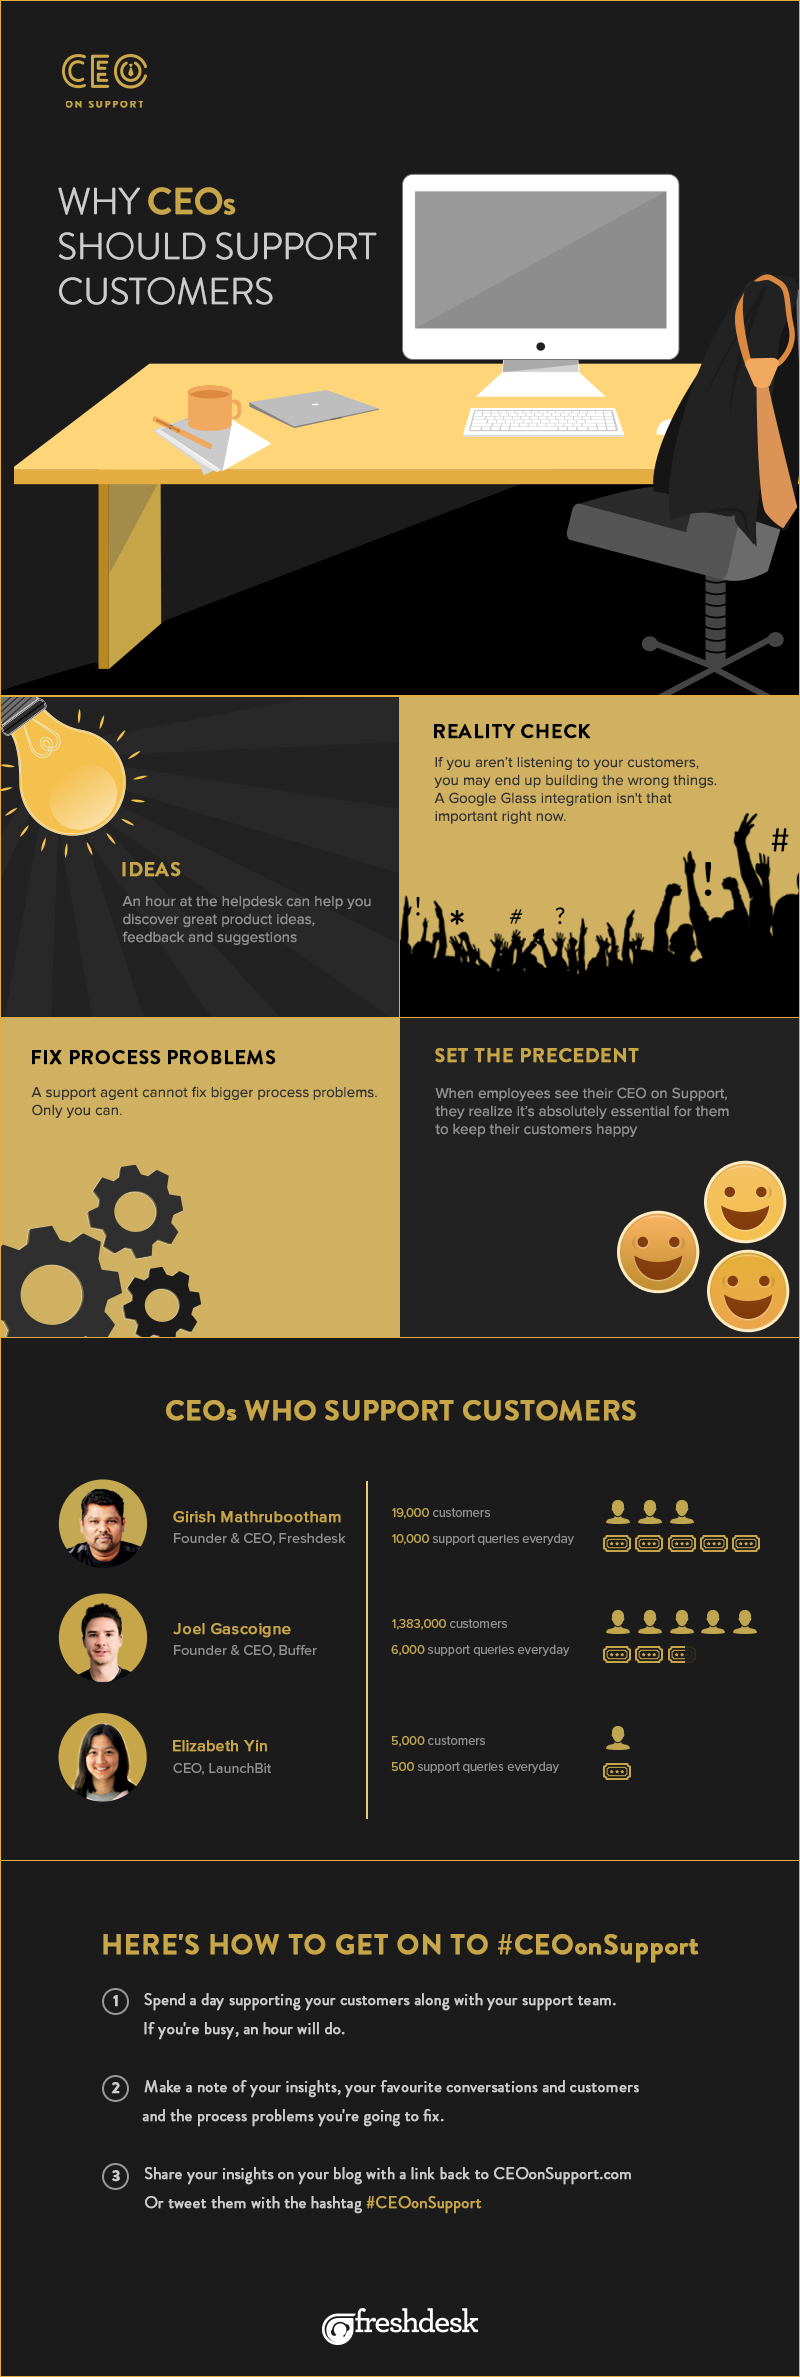 CEO
ON SUPPORT
WHY CEOs
SHOULD SUPPORT
CUSTOMERS
IDEAS
An hour at the helpdesk can help you
discover great product ideas,
feedback and suggestions
REALITY CHECK
If you aren't listening to your customers,
you may end up building the wrong things.
A Google Glass integration isn't that
important right now.
! * # ? ! #
FIX PROCESS PROBLEMS
A support agent cannot fix bigger process problems.
Only you can.
SET THE PRECEDENT
When employees see their CEO on Support,
they realize it's absolutely essential for them
to keep their customers happy
CEOs WHO SUPPORT CUSTOMERS
Girish Mathrubootham
Founder & CEO, Freshdesk
19,000 customers
10,000 support queries everyday
Joel Gascoigne
Founder & CEO, Buffer
1,383,000 customers
6,000 support queries everyday
Elizabeth Yin
CEO, LaunchBit
5,000 customers
500 support queries everyday
HERE'S HOW TO GET ON TO #CEOonSupport
1 Spend a day supporting your customers along with your support team.
If you're busy, an hour will do.
2 Make a note of your insights, your favourite conversations and customers
and the process problems you're going to fix.
3 Share your insights on your blog with a link back to CEOonSupport.com
Or tweet them with the hashtag #CEOonSupport
freshdesk